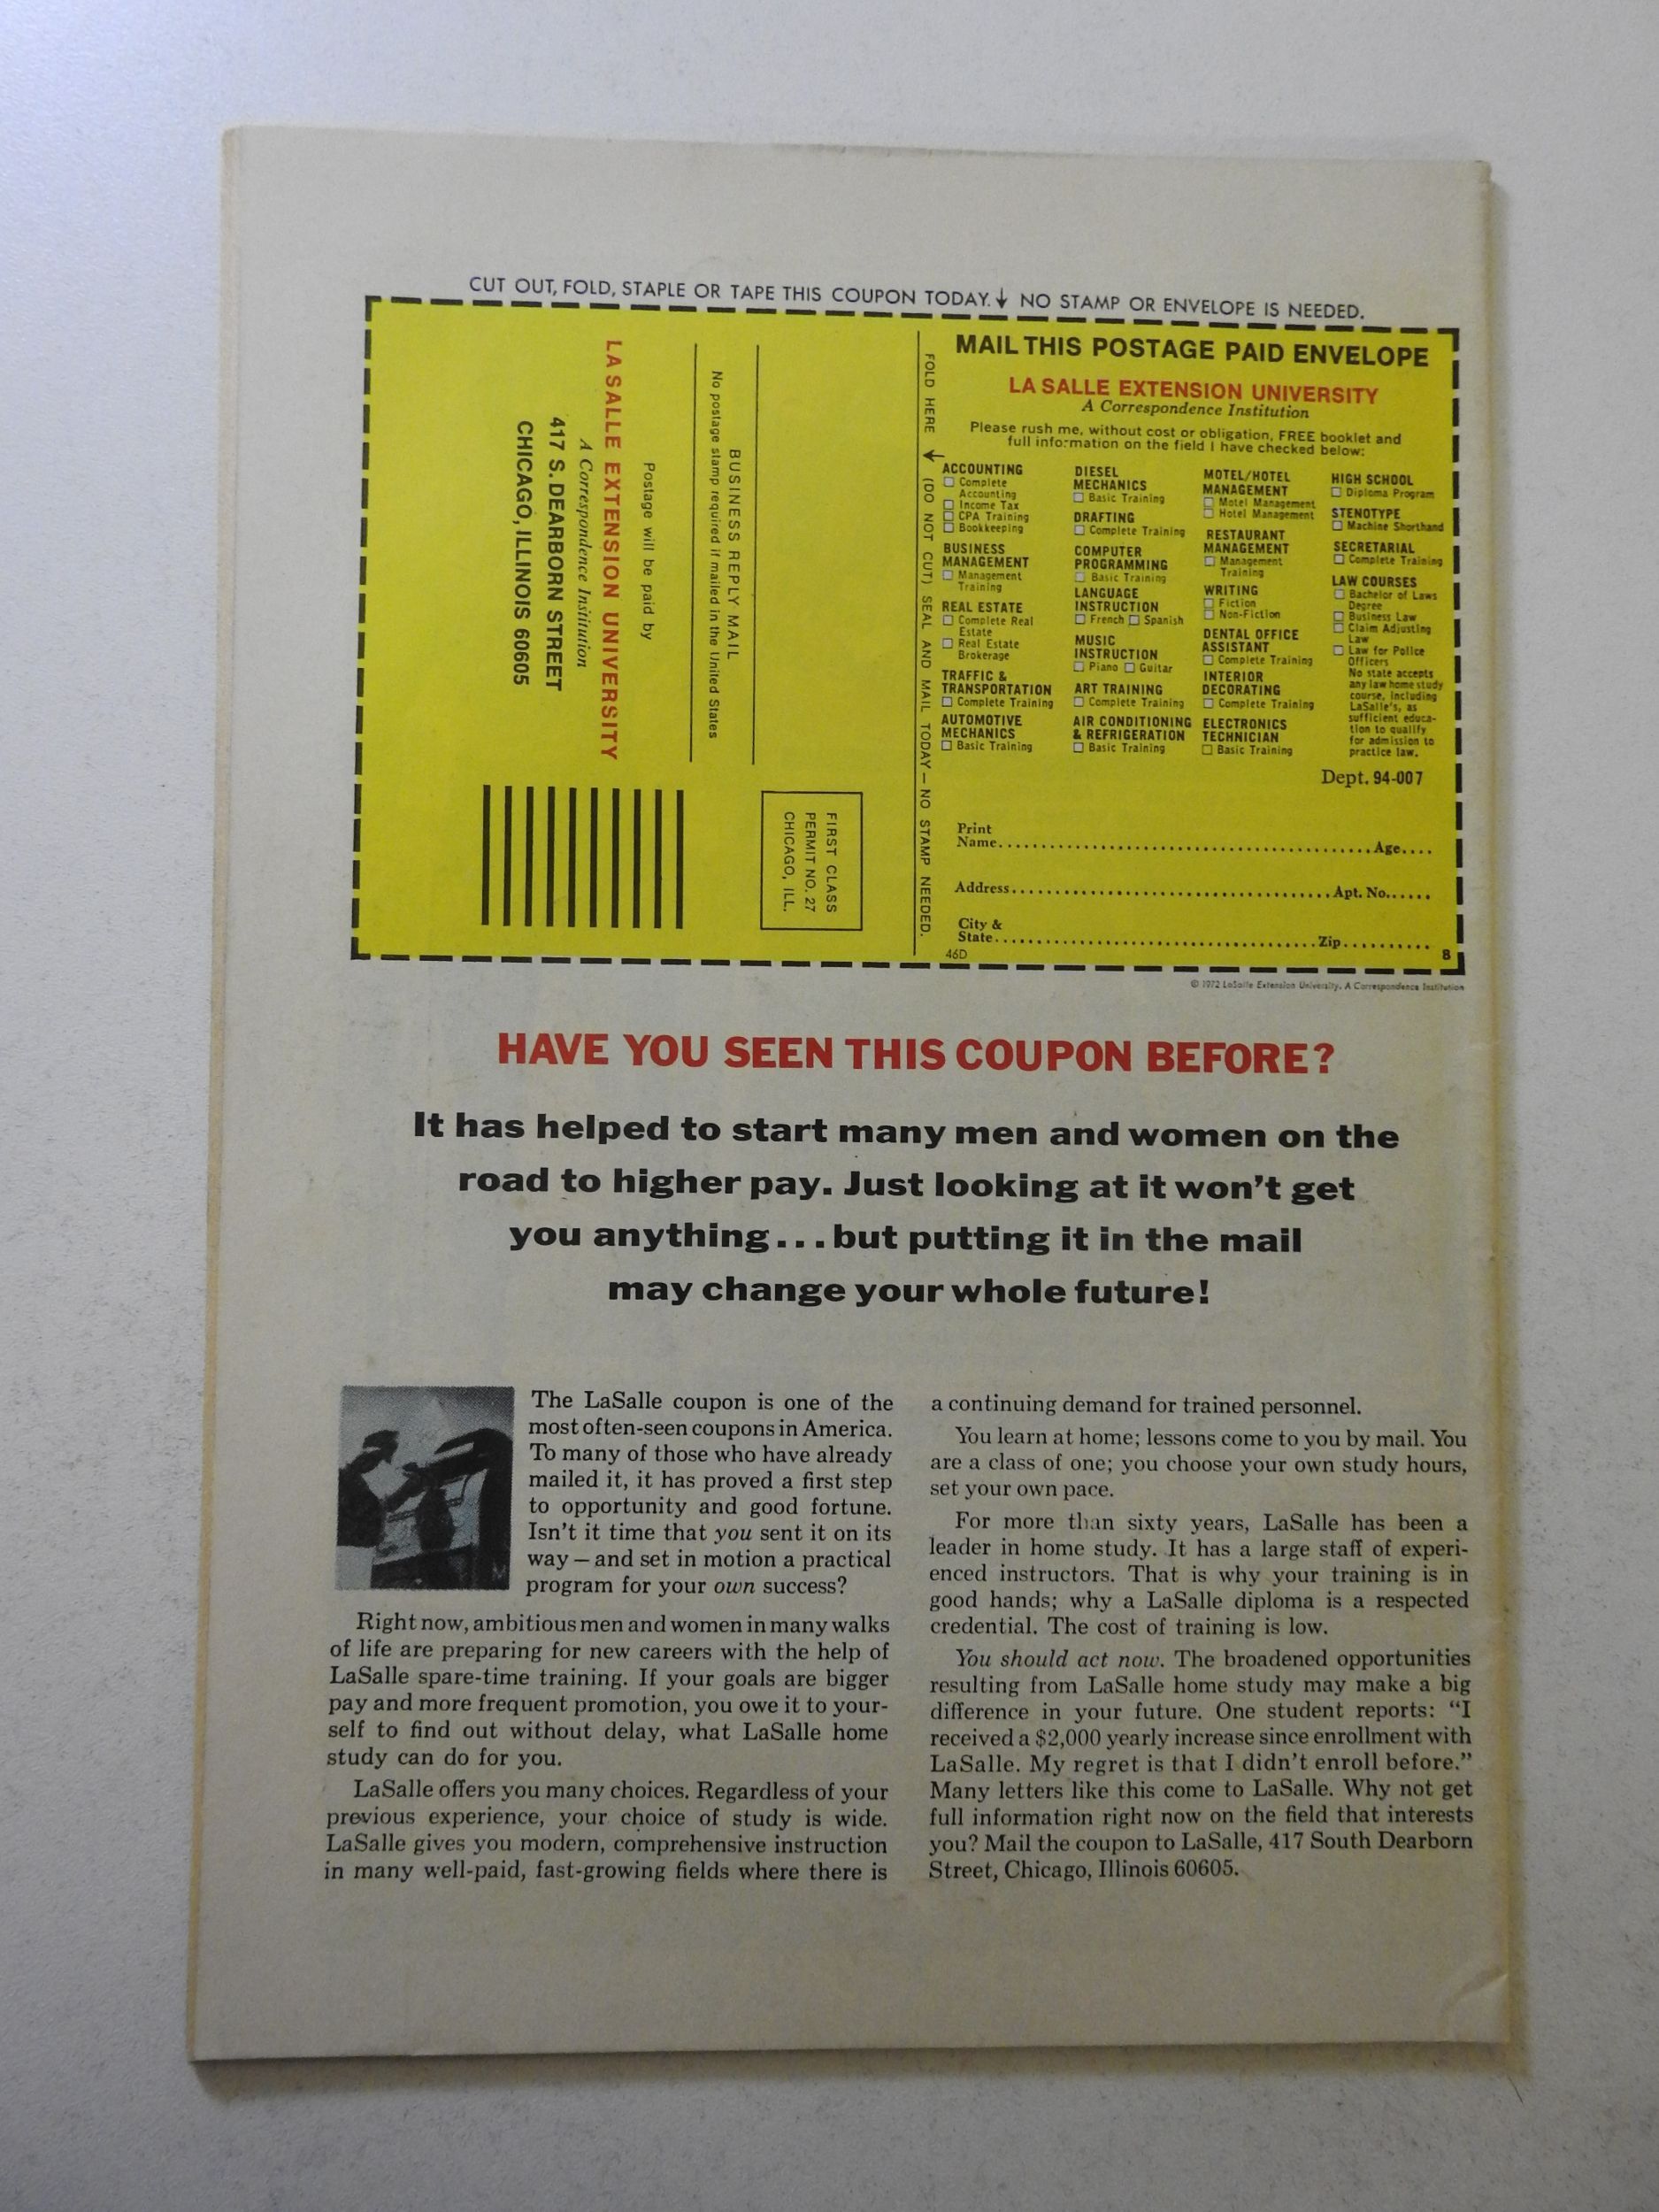 CUT OUT, FOLD, STAPLE OR TAPE THIS COUPON TODAY. ↓ NO STAMP OR ENVELOPE IS NEEDED.
LA SALLE EXTENSION UNIVERSITY
A Correspondence Institution
417 S. DEARBORN STREET
CHICAGO, ILLINOIS 60605
Postage will be paid by
No postage stamp required if mailed in the United States
BUSINESS REPLY MAIL
FIRST CLASS
PERMIT NO. 27
CHICAGO, ILL.
FOLD HERE ↓ (DO NOT CUT) SEAL AND MAIL TODAY — NO STAMP NEEDED.
MAIL THIS POSTAGE PAID ENVELOPE
LA SALLE EXTENSION UNIVERSITY
A Correspondence Institution
Please rush me, without cost or obligation, FREE booklet and
full information on the field I have checked below:
ACCOUNTING
☐ Complete
Accounting
☐ Income Tax
☐ CPA Training
☐ Bookkeeping
BUSINESS
MANAGEMENT
☐ Management
Training
REAL ESTATE
☐ Complete Real
Estate
☐ Real Estate
Brokerage
TRAFFIC &
TRANSPORTATION
☐ Complete Training
AUTOMOTIVE
MECHANICS
☐ Basic Training
DIESEL
MECHANICS
☐ Basic Training
DRAFTING
☐ Complete Training
COMPUTER
PROGRAMMING
☐ Basic Training
LANGUAGE
INSTRUCTION
☐ French ☐ Spanish
MUSIC
INSTRUCTION
☐ Piano ☐ Guitar
ART TRAINING
☐ Complete Training
AIR CONDITIONING
& REFRIGERATION
☐ Basic Training
MOTEL/HOTEL
MANAGEMENT
☐ Motel Management
☐ Hotel Management
RESTAURANT
MANAGEMENT
☐ Management
Training
WRITING
☐ Fiction
☐ Non-Fiction
DENTAL OFFICE
ASSISTANT
☐ Complete Training
INTERIOR
DECORATING
☐ Complete Training
ELECTRONICS
TECHNICIAN
☐ Basic Training
HIGH SCHOOL
☐ Diploma Program
STENOTYPE
☐ Machine Shorthand
SECRETARIAL
☐ Complete Training
LAW COURSES
☐ Bachelor of Laws
Degree
☐ Business Law
☐ Claim Adjusting
Law
☐ Law for Police
Officers
No state accepts
any law home study
course, including
LaSalle's, as
sufficient educa-
tion to qualify
for admission to
practice law.
Dept. 94-007
Print
Name............................................Age....
Address.....................................Apt. No......
City &
State.....................................Zip..........
46D
B
© 1972 LaSalle Extension University. A Correspondence Institution
HAVE YOU SEEN THIS COUPON BEFORE?
It has helped to start many men and women on the
road to higher pay. Just looking at it won't get
you anything...but putting it in the mail
may change your whole future!
The LaSalle coupon is one of the
most often-seen coupons in America.
To many of those who have already
mailed it, it has proved a first step
to opportunity and good fortune.
Isn't it time that you sent it on its
way — and set in motion a practical
program for your own success?
Right now, ambitious men and women in many walks
of life are preparing for new careers with the help of
LaSalle spare-time training. If your goals are bigger
pay and more frequent promotion, you owe it to your-
self to find out without delay, what LaSalle home
study can do for you.
LaSalle offers you many choices. Regardless of your
previous experience, your choice of study is wide.
LaSalle gives you modern, comprehensive instruction
in many well-paid, fast-growing fields where there is
a continuing demand for trained personnel.
You learn at home; lessons come to you by mail. You
are a class of one; you choose your own study hours,
set your own pace.
For more than sixty years, LaSalle has been a
leader in home study. It has a large staff of experi-
enced instructors. That is why your training is in
good hands; why a LaSalle diploma is a respected
credential. The cost of training is low.
You should act now. The broadened opportunities
resulting from LaSalle home study may make a big
difference in your future. One student reports: "I
received a $2,000 yearly increase since enrollment with
LaSalle. My regret is that I didn't enroll before."
Many letters like this come to LaSalle. Why not get
full information right now on the field that interests
you? Mail the coupon to LaSalle, 417 South Dearborn
Street, Chicago, Illinois 60605.